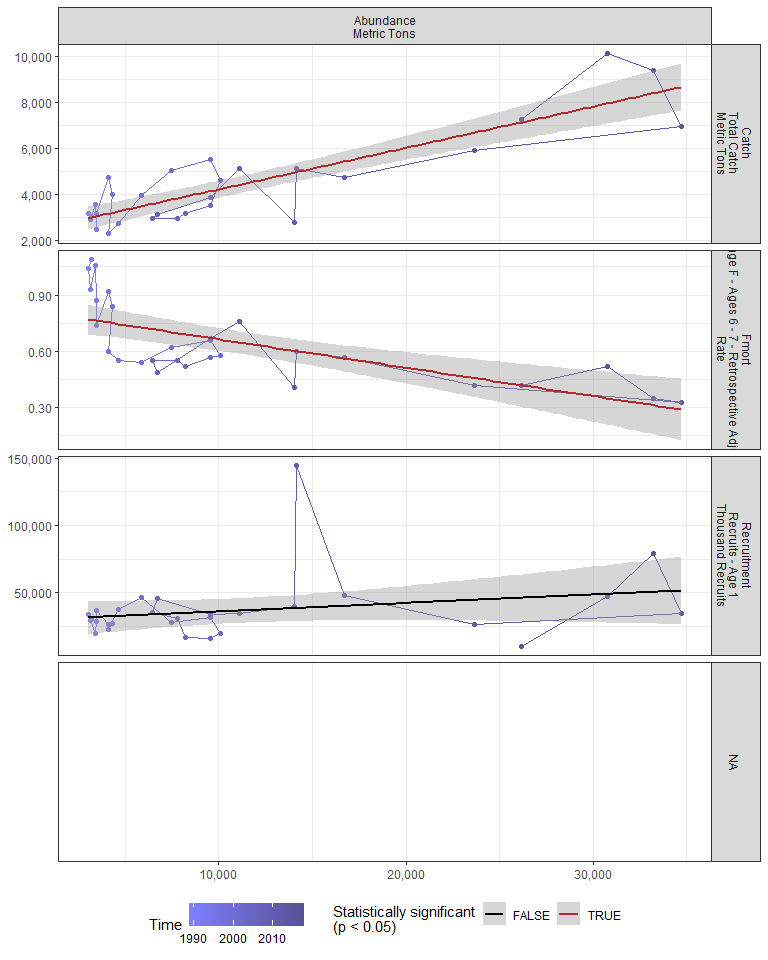 Abundance
Metric Tons
10,000
8,000
6,000
4,000
2,000
Catch
Total Catch
Metric Tons
0.90
0.60
0.30
Fmort
ge F - Ages 6 - 7 - Retrospective Adj
Rate
150,000
100,000
50,000
Recruitment
Recruits - Age 1
Thousand Recruits
NA
10,000
20,000
30,000
Time
1990
2000
2010
Statistically significant
(p < 0.05)
FALSE
TRUE